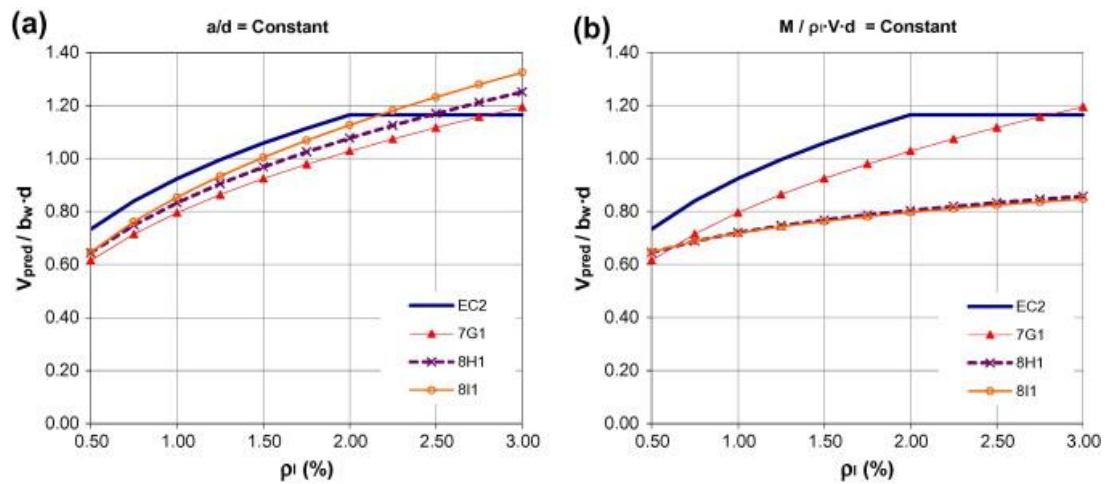 (a)
a/d = Constant
1.40
1.20
1.00
0.80
0.60
0.40
0.20
0.00
Vpred / bw·d
EC2
7G1
8H1
8I1
0.50 1.00 1.50 2.00 2.50 3.00
ρl (%)
(b)
M / ρl·V·d = Constant
1.40
1.20
1.00
0.80
0.60
0.40
0.20
0.00
Vpred / bw·d
EC2
7G1
8H1
8I1
0.50 1.00 1.50 2.00 2.50 3.00
ρl (%)